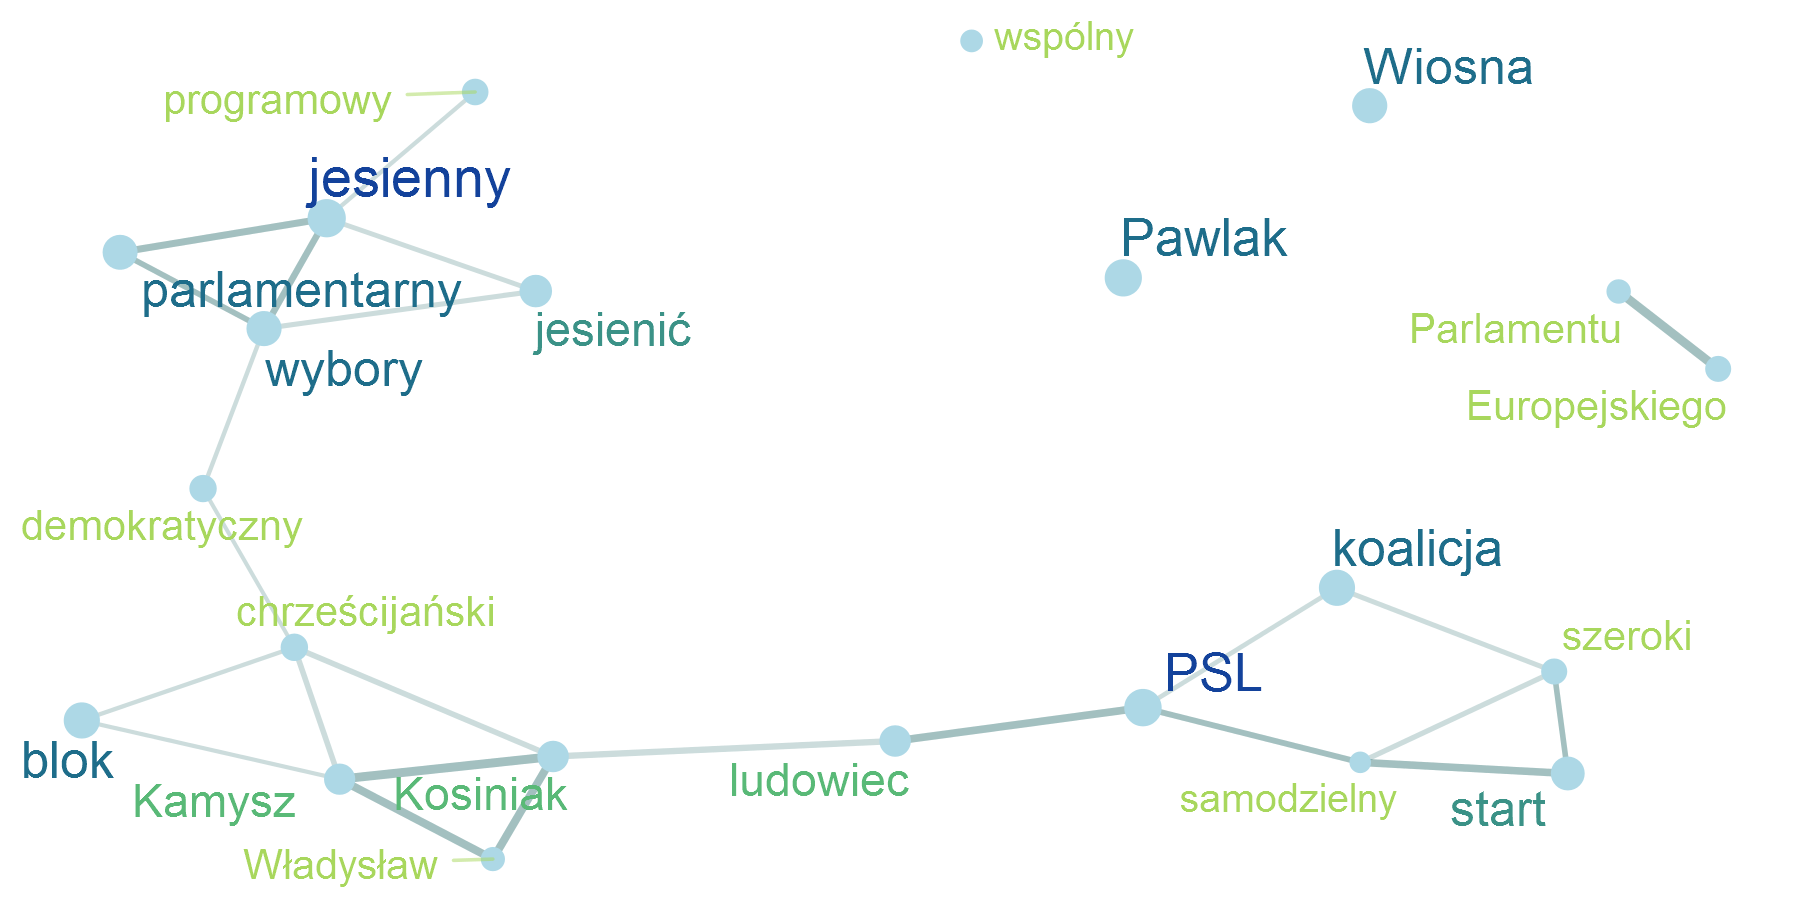 wspólny
Wiosna
programowy
jesienny
Pawlak
parlamentarny
jesienić
Parlamentu
wybory
Europejskiego
demokratyczny
koalicja
chrześcijański
szeroki
PSL
blok
Kamysz
Kosiniak
ludowiec
samodzielny
start
Władysław